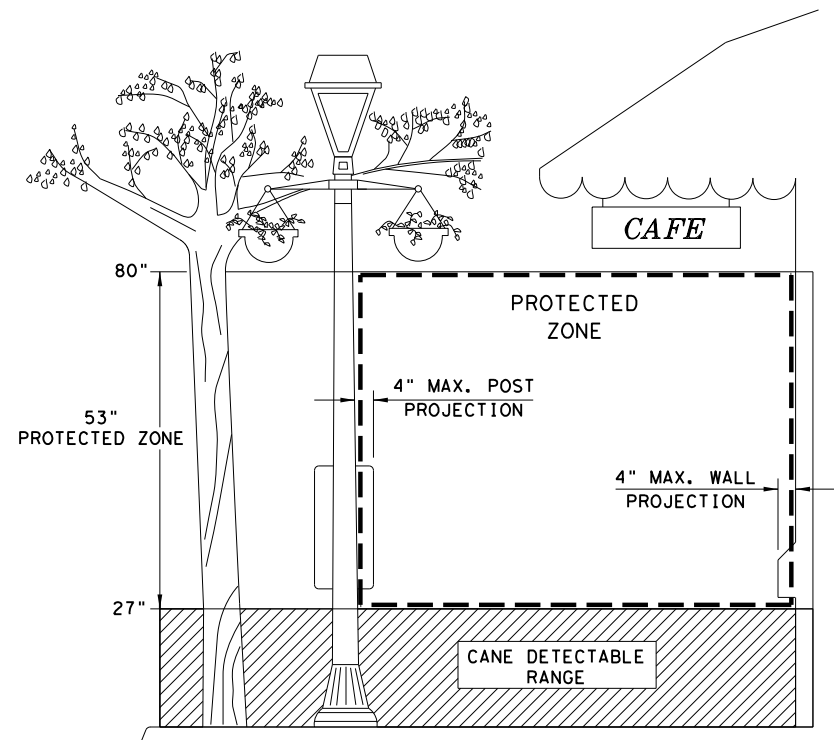 CAFE
80"
PROTECTED
ZONE
4" MAX. POST
PROJECTION
53"
PROTECTED ZONE
4" MAX. WALL
PROJECTION
27"
CANE DETECTABLE
RANGE